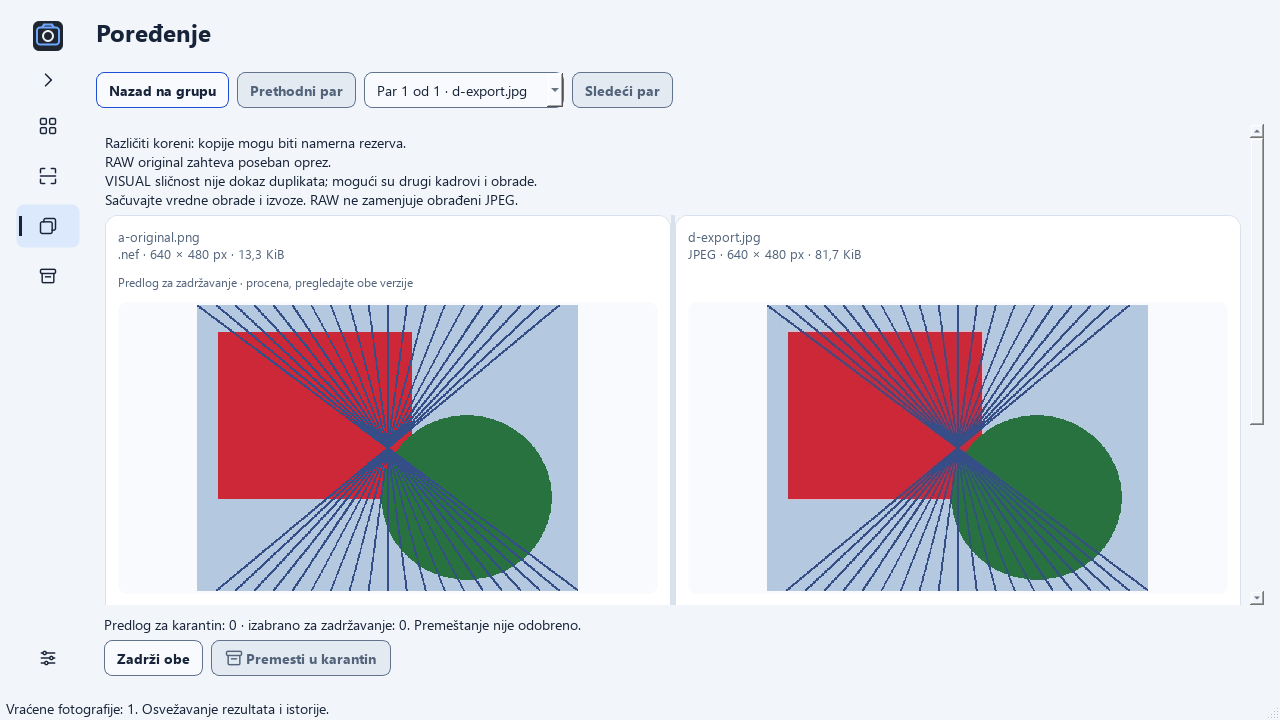 Poređenje
Nazad na grupu
Prethodni par
Par 1 od 1 · d-export.jpg
Sledeći par
Različiti koreni: kopije mogu biti namerna rezerva.
RAW original zahteva poseban oprez.
VISUAL sličnost nije dokaz duplikata; mogući su drugi kadrovi i obrade.
Sačuvajte vredne obrade i izvoze. RAW ne zamenjuje obrađeni JPEG.
a-original.png
.nef · 640 × 480 px · 13,3 KiB
Predlog za zadržavanje · procena, pregledajte obe verzije
d-export.jpg
JPEG · 640 × 480 px · 81,7 KiB
Predlog za karantin: 0 · izabrano za zadržavanje: 0. Premeštanje nije odobreno.
Zadrži obe
Premesti u karantin
Vraćene fotografije: 1. Osvežavanje rezultata i istorije.